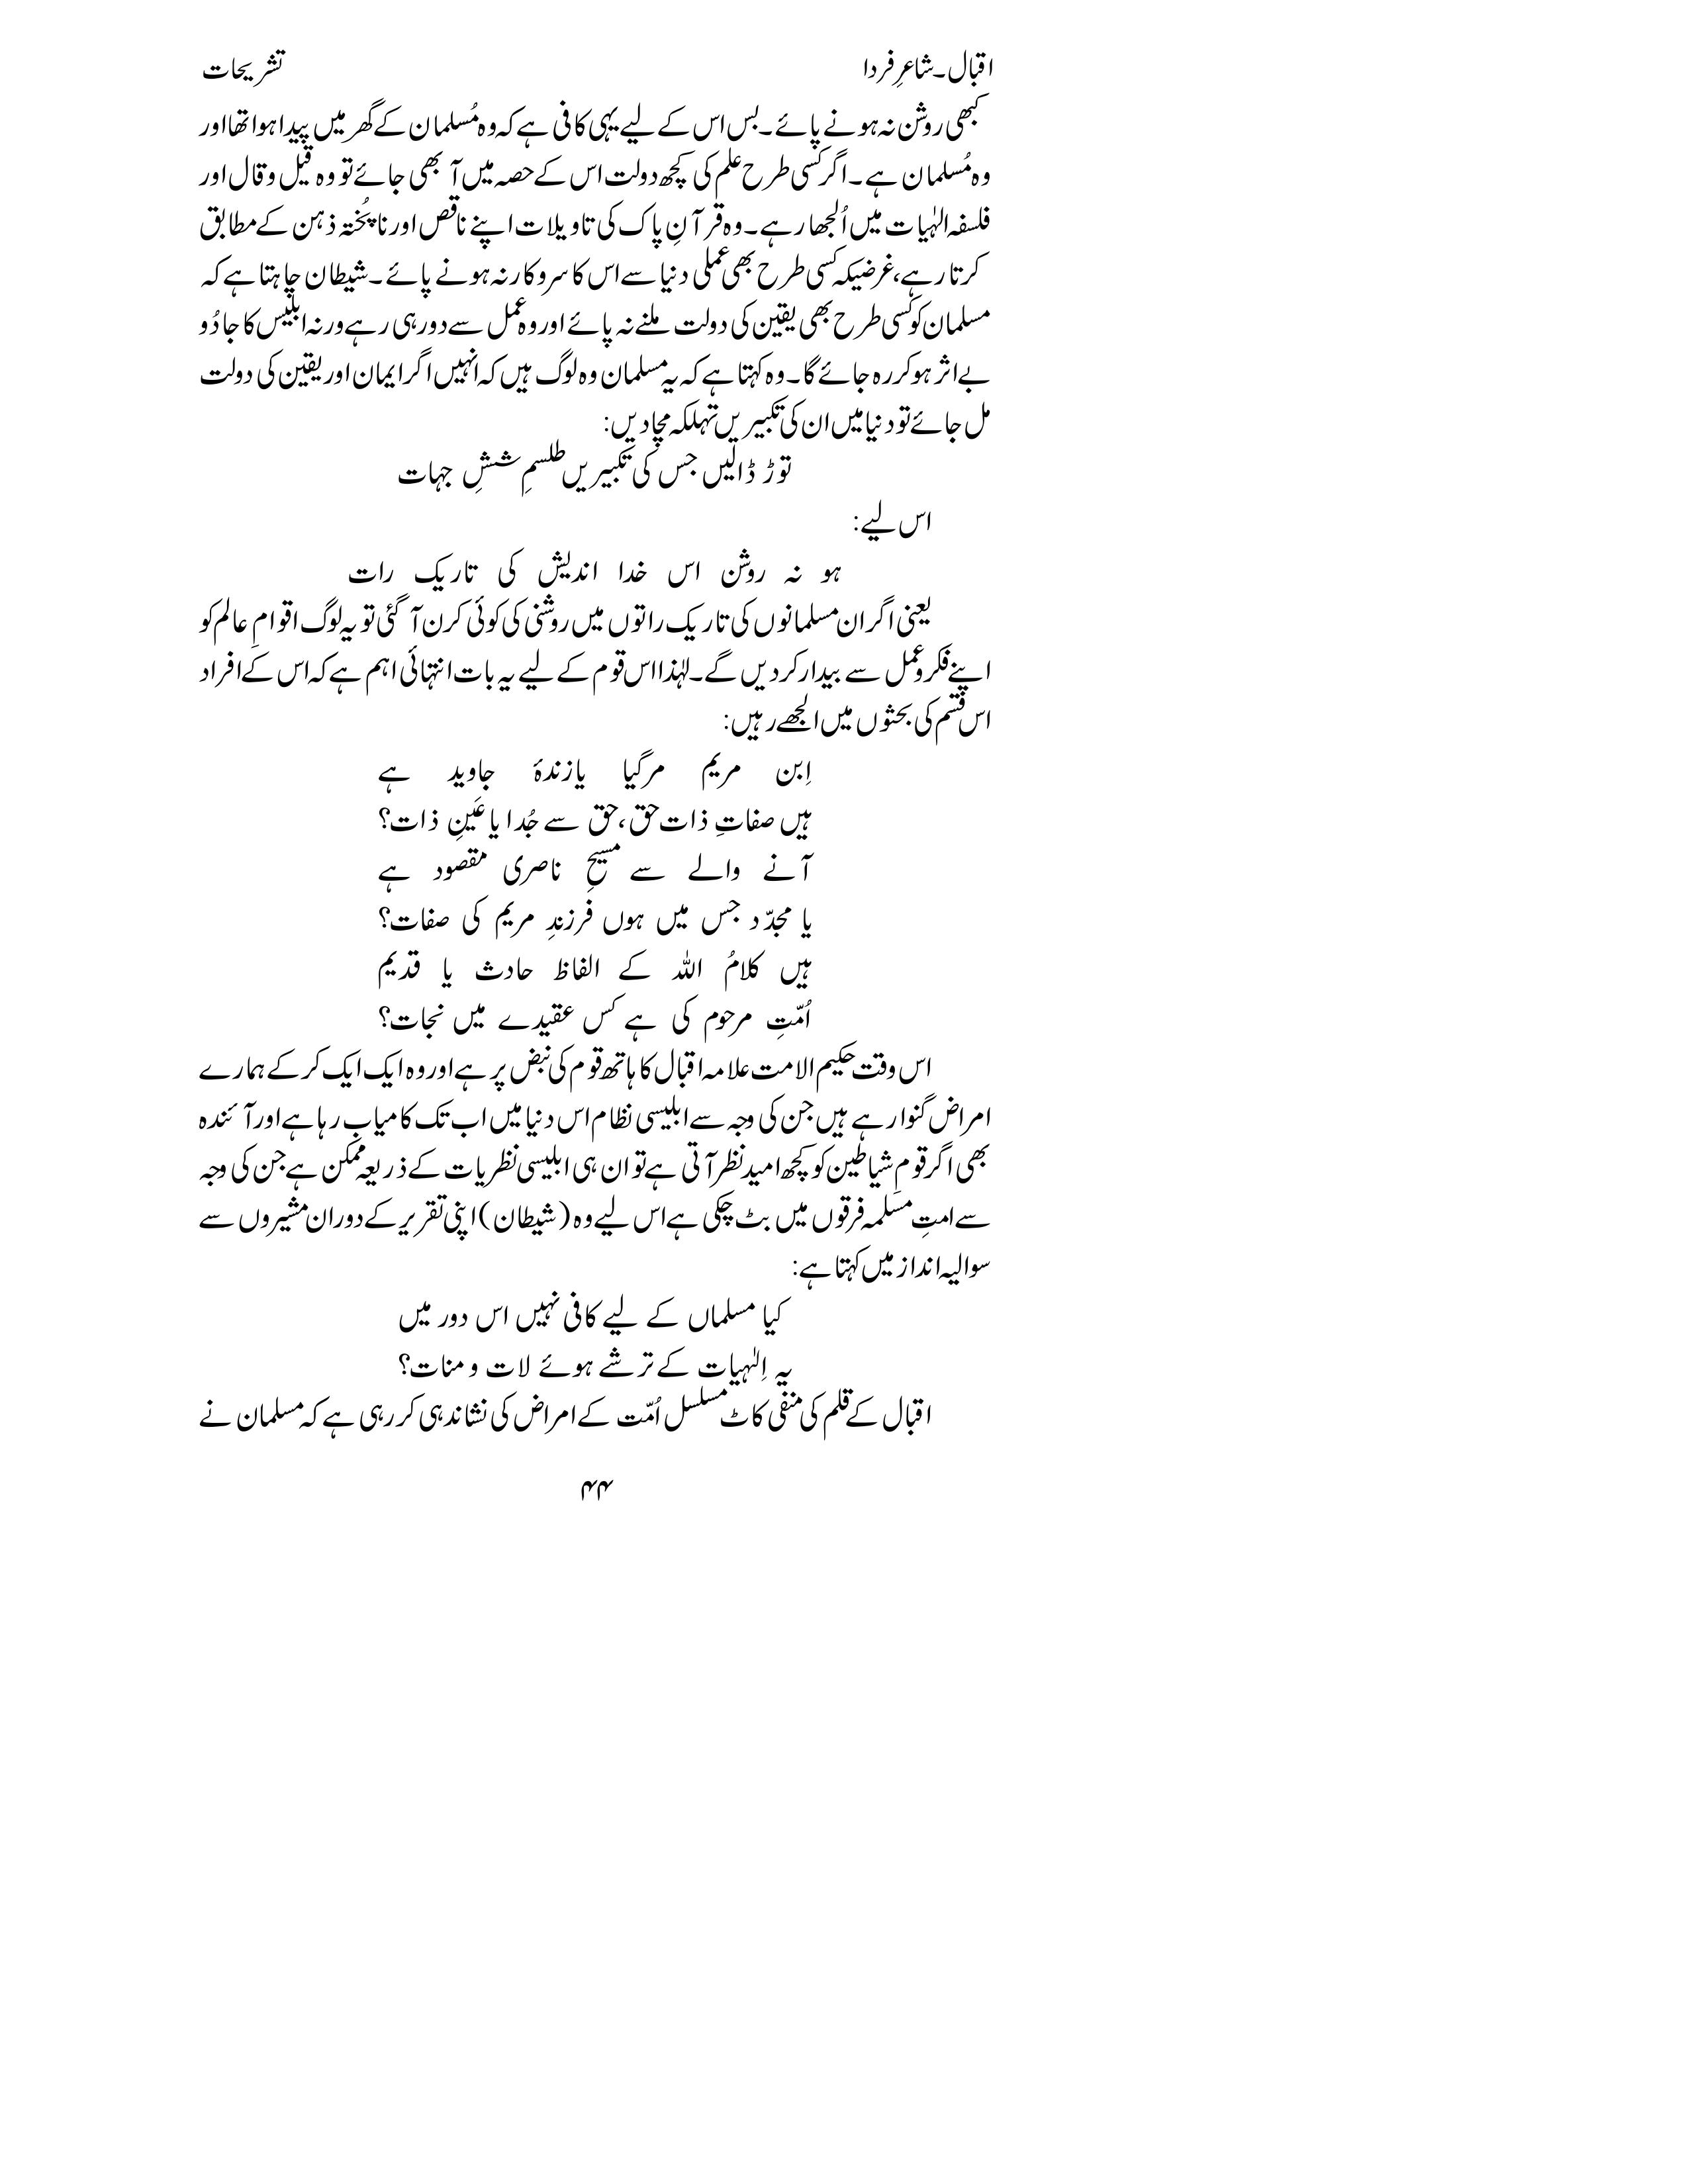 اقبال۔شاعرِفردا تشریحات
کبھی روشن نہ ہونے پائے۔بس اس کے لیے یہی کافی ہے کہ وہ مُسلمان کے گھر میں پیدا ہوا تھا اور
وہ مُسلمان ہے۔اگر کسی طرح علم کی کچھ دولت اس کے حصہ میں آ بھی جائے تو وہ قیل و قال اور
فلسفہ الہٰیات میں اُلجھا رہے۔وہ قرآنِ پاک کی تاویلات اپنے ناقص اور ناپُختہ ذہن کے مطابق
کرتا رہے،غرضیکہ کسی طرح بھی عملی دنیا سے اس کا سروکار نہ ہونے پائے۔شیطان چاہتا ہے کہ
مسلمان کو کسی طرح بھی یقین کی دولت ملنے نہ پائے اور وہ عمل سے دور ہی رہے ورنہ ابلیس کا جادُو
بے اثر ہو کر رہ جائے گا۔وہ کہتا ہے کہ یہ مسلمان وہ لوگ ہیں کہ انہیں اگر ایمان اور یقین کی دولت
مل جائے تو دنیا میں ان کی تکبیریں تہلکہ مچادیں:
توڑ ڈالیں جس کی تکبیریں طلسمِ ششِ جہات
اس لیے:
ہو نہ روشن اس خدا اندیش کی تاریک رات
یعنی اگر ان مسلمانوں کی تاریک راتوں میں روشنی کی کوئی کرن آ گئی تو یہ لوگ اقوامِ عالم کو
اپنے فکر و عمل سے بیدار کر دیں گے۔لہٰذا اس قوم کے لیے یہ بات انتہائی اہم ہے کہ اس کے افراد
اس قسم کی بحثوں میں الجھے رہیں:
اِبن مریم مرگیا یازندۂ جاوید ہے
ہیں صفاتِ ذات حق،حق سے جُدا یا عَینِ ذات؟
آنے والے سے مسیحِ ناصری مقصود ہے
یا مجدّد جس میں ہوں فرزندِ مریم کی صفات؟
ہیں کلامُ اللہ کے الفاظ حادث یا قدیم
اُمّتِ مرحوم کی ہے کس عقیدے میں نجات؟
اس وقت حکیم الامت علامہ اقبال کا ہاتھ قوم کی نبض پر ہے اور وہ ایک ایک کر کے ہمارے
امراض گنوا رہے ہیں جن کی وجہ سے ابلیسی نظام اس دنیا میں اب تک کامیاب رہا ہے اور آئندہ
بھی اگر قومِ شیاطین کو کچھ امید نظر آتی ہے تو ان ہی ابلیسی نظریات کے ذریعہ ممکن ہے جن کی وجہ
سے امتِ مسلمہ فرقوں میں بٹ چکی ہے اس لیے وہ (شیطان) اپنی تقریر کے دوران مشیروں سے
سوالیہ انداز میں کہتا ہے:
کیا مسلماں کے لیے کافی نہیں اس دور میں
یہ اِلٰہیات کے ترشے ہوئے لات و منات؟
اقبال کے قلم کی منفی کاٹ مسلسل اُمّت کے امراض کی نشاندہی کر رہی ہے کہ مسلمان نے
۴۴